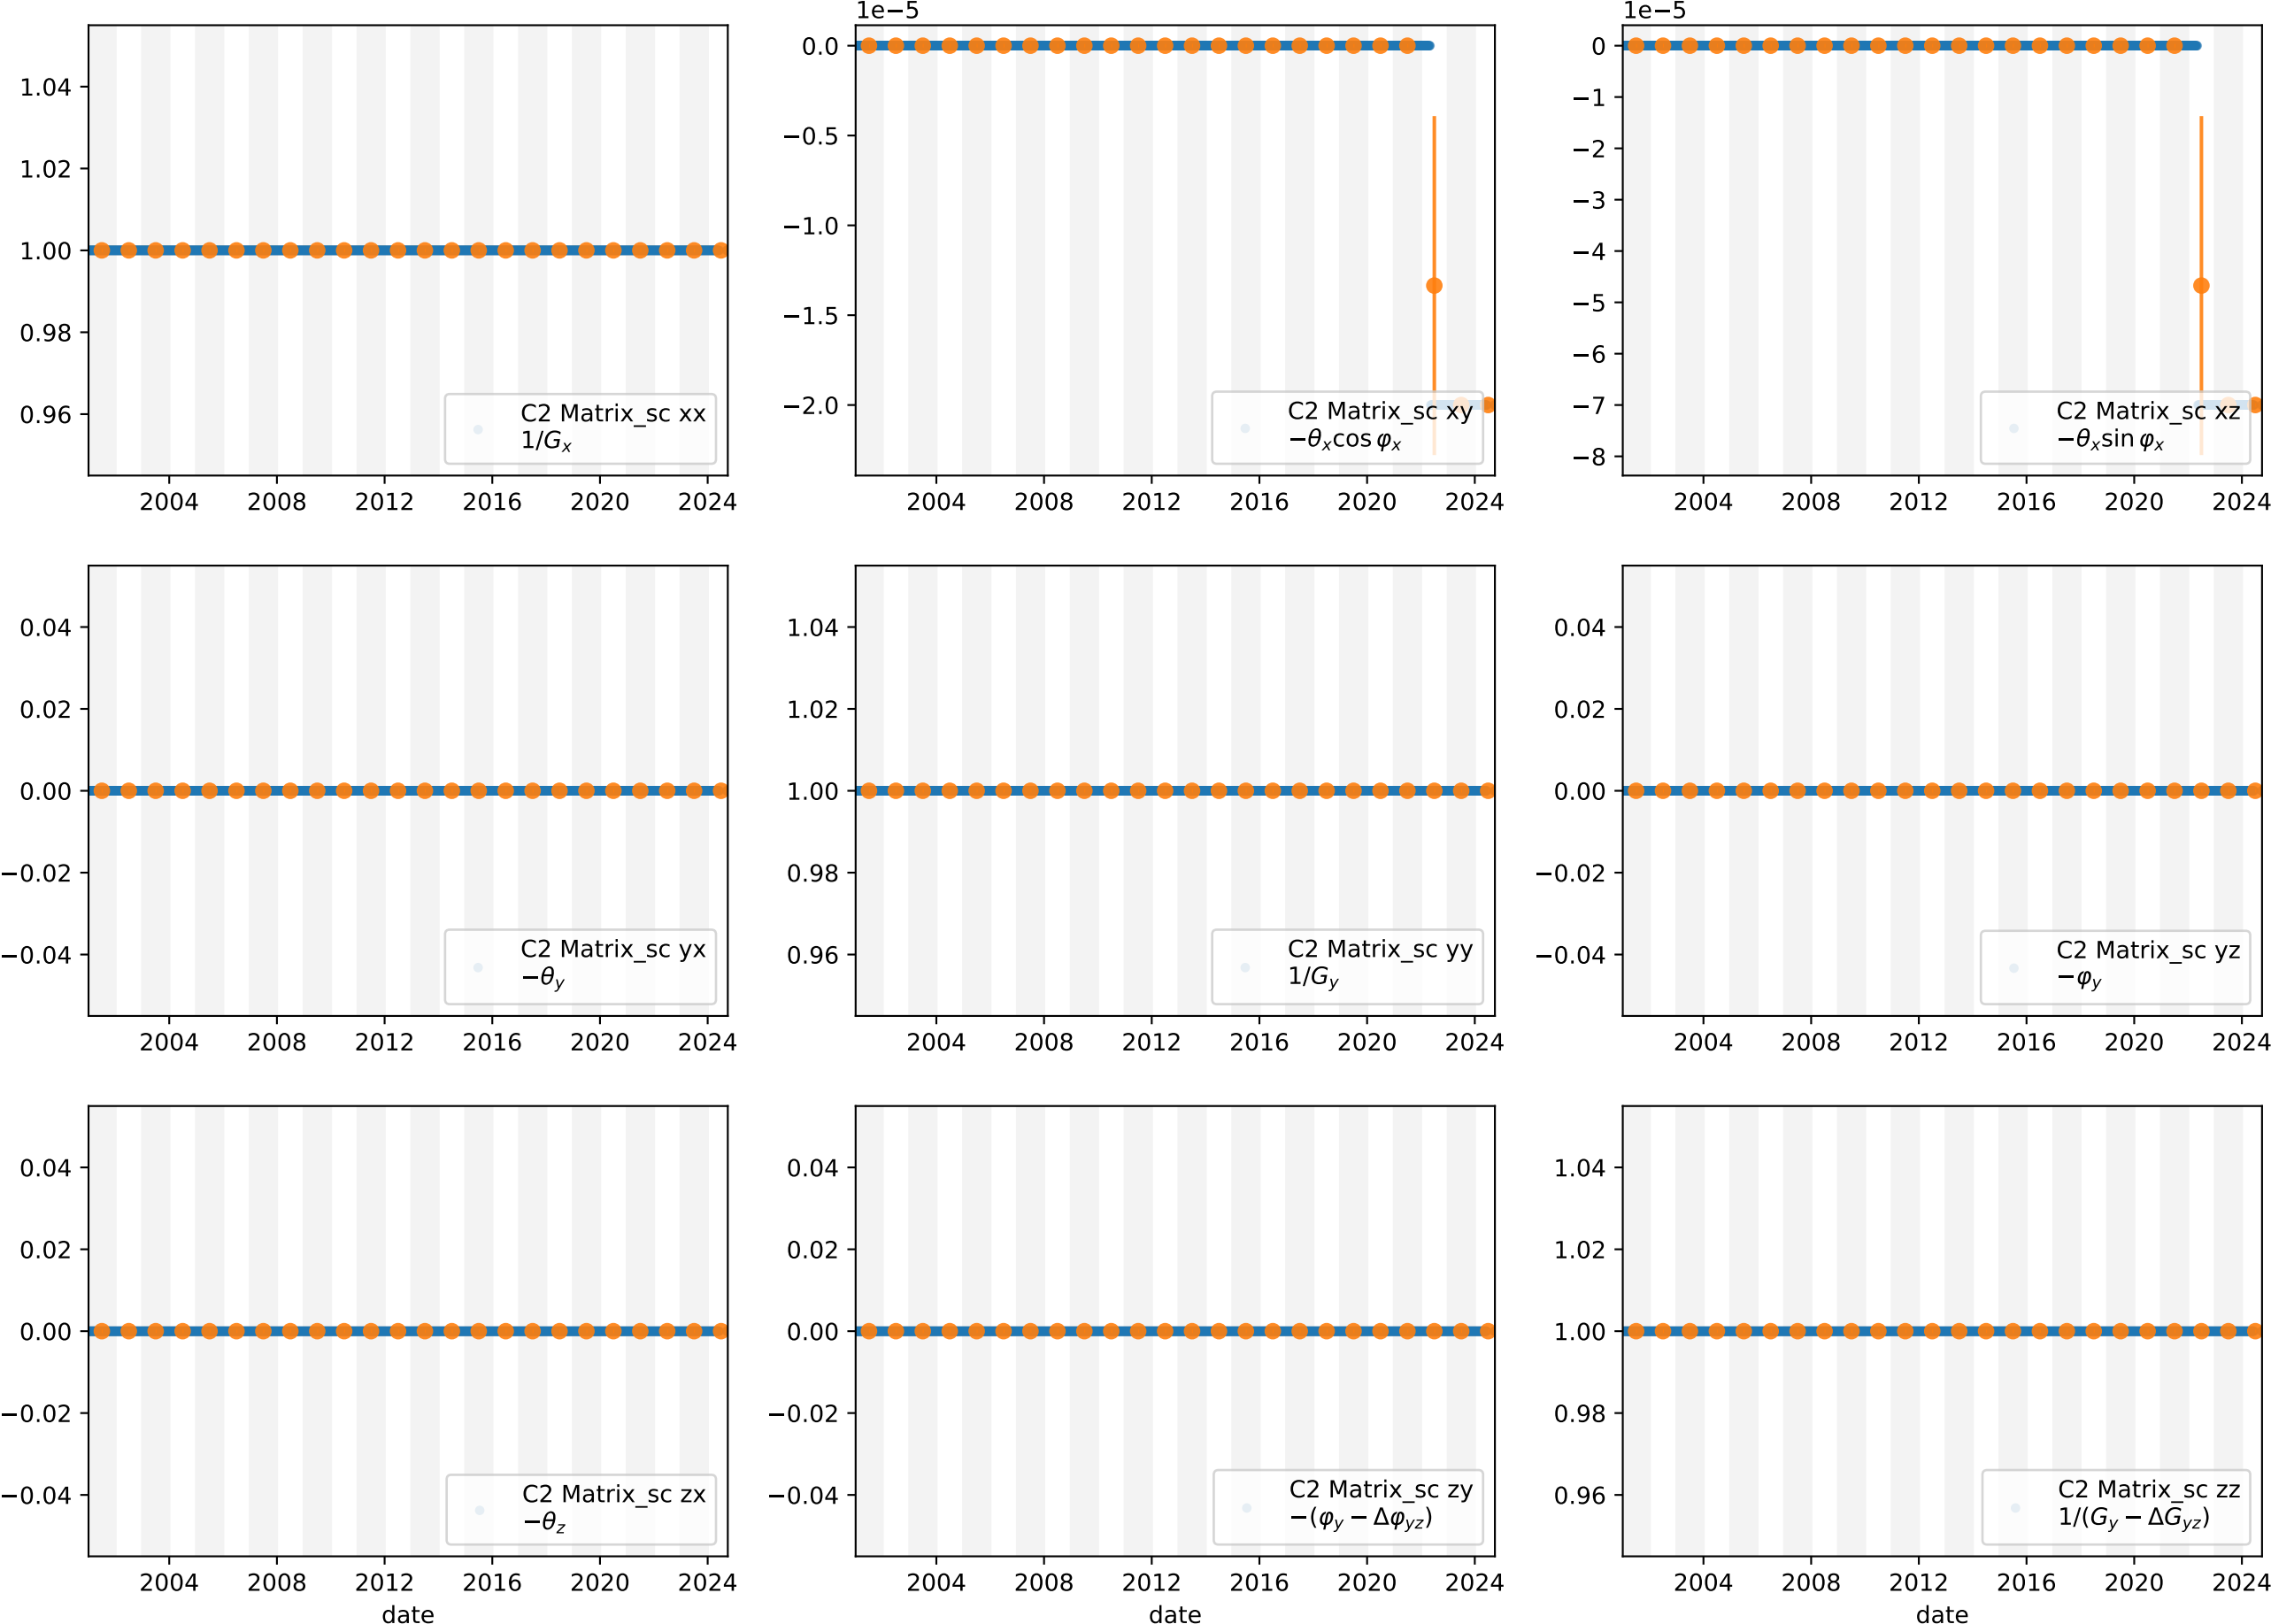 1e−5
1e−5
1.04
1.02
1.00
0.98
0.96
C2 Matrix_sc xx
1/Gₓ
2004 2008 2012 2016 2020 2024
0.0
−0.5
−1.0
−1.5
−2.0
C2 Matrix_sc xy
−θₓcos φₓ
2004 2008 2012 2016 2020 2024
0
−1
−2
−3
−4
−5
−6
−7
−8
C2 Matrix_sc xz
−θₓsin φₓ
2004 2008 2012 2016 2020 2024
0.04
0.02
0.00
−0.02
−0.04
C2 Matrix_sc yx
−θ_y
2004 2008 2012 2016 2020 2024
1.04
1.02
1.00
0.98
0.96
C2 Matrix_sc yy
1/G_y
2004 2008 2012 2016 2020 2024
0.04
0.02
0.00
−0.02
−0.04
C2 Matrix_sc yz
−φ_y
2004 2008 2012 2016 2020 2024
0.04
0.02
0.00
−0.02
−0.04
C2 Matrix_sc zx
−θ_z
2004 2008 2012 2016 2020 2024
date
0.04
0.02
0.00
−0.02
−0.04
C2 Matrix_sc zy
−(φ_y − Δφ_yz)
2004 2008 2012 2016 2020 2024
date
1.04
1.02
1.00
0.98
0.96
C2 Matrix_sc zz
1/(G_y − ΔG_yz)
2004 2008 2012 2016 2020 2024
date